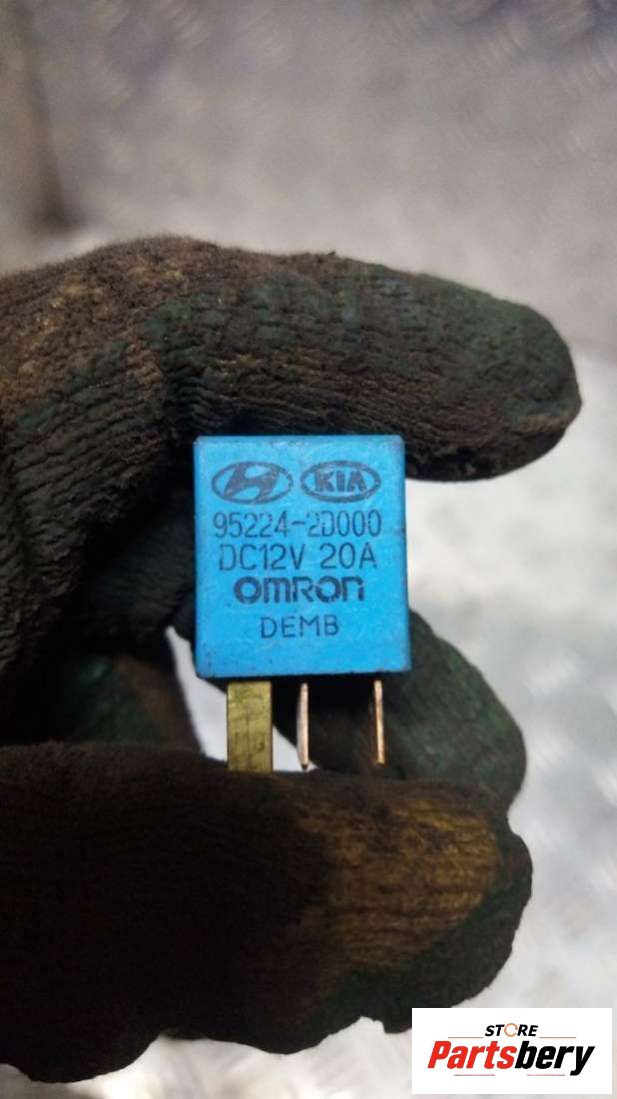 KIA
95224-2D000
DC12V 20A
OMRON
DEMB
STORE
Partsbery